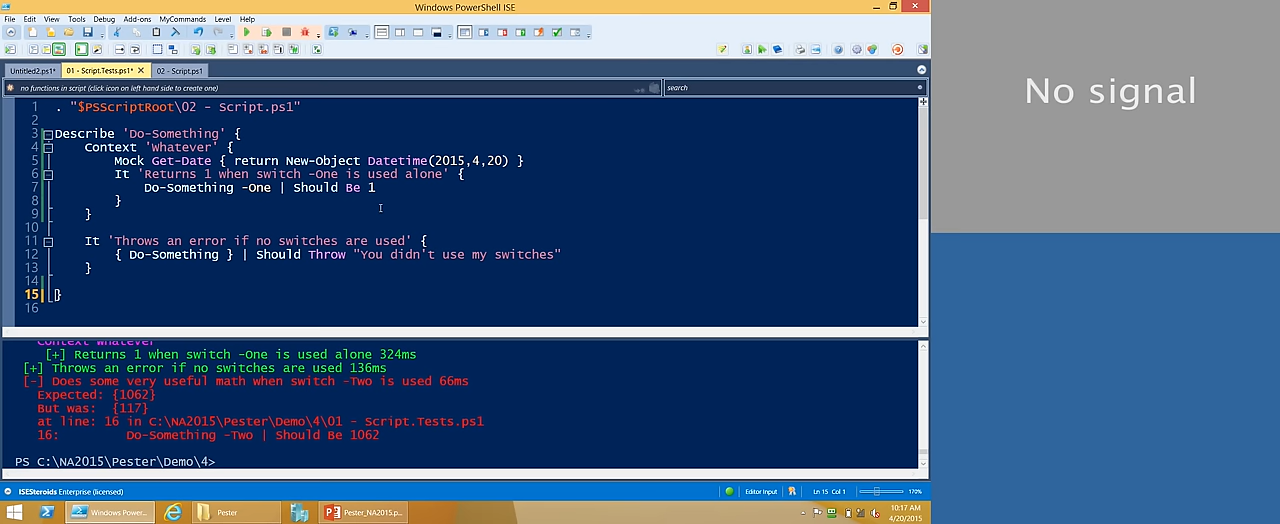 Windows PowerShell ISE
File Edit View Tools Debug Add-ons MyCommands Level Help
Untitled2.ps1* 01 - Script.Tests.ps1* 02 - Script.ps1
no functions in script (click icon on left hand side to create one) search
1 . "$PSScriptRoot\02 - Script.ps1"
2
3 Describe 'Do-Something' {
4 Context 'Whatever' {
5 Mock Get-Date { return New-Object Datetime(2015,4,20) }
6 It 'Returns 1 when switch -One is used alone' {
7 Do-Something -One | Should Be 1
8 }
9 }
10
11 It 'Throws an error if no switches are used' {
12 { Do-Something } | Should Throw "You didn't use my switches"
13 }
14
15 }
16
Context Whatever
[+] Returns 1 when switch -One is used alone 324ms
[+] Throws an error if no switches are used 136ms
[-] Does some very useful math when switch -Two is used 66ms
Expected: {1062}
But was: {117}
at line: 16 in C:\NA2015\Pester\Demo\4\01 - Script.Tests.ps1
16: Do-Something -Two | Should Be 1062
PS C:\NA2015\Pester\Demo\4>
ISESteroids Enterprise (licensed) Editor Input Ln 15 Col 1 170%
Windows Power... Pester Pester_NA2015.p... 10:17 AM
4/20/2015
No signal